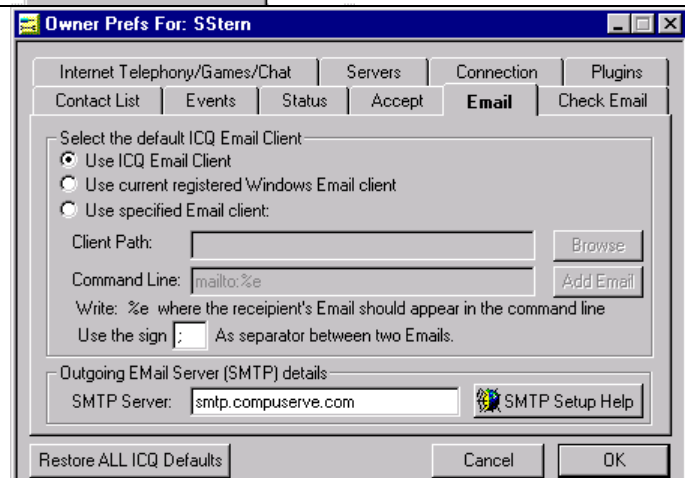 Owner Prefs For: SStern
Internet Telephony/Games/Chat Servers Connection Plugins
Contact List Events Status Accept Email Check Email
Select the default ICQ Email Client
Use ICQ Email Client
Use current registered Windows Email client
Use specified Email client:
Client Path: Browse
Command Line: mailto:%e Add Email
Write: %e where the receipient's Email should appear in the command line
Use the sign ; As separator between two Emails.
Outgoing EMail Server (SMTP) details
SMTP Server: smtp.compuserve.com SMTP Setup Help
Restore ALL ICQ Defaults Cancel OK